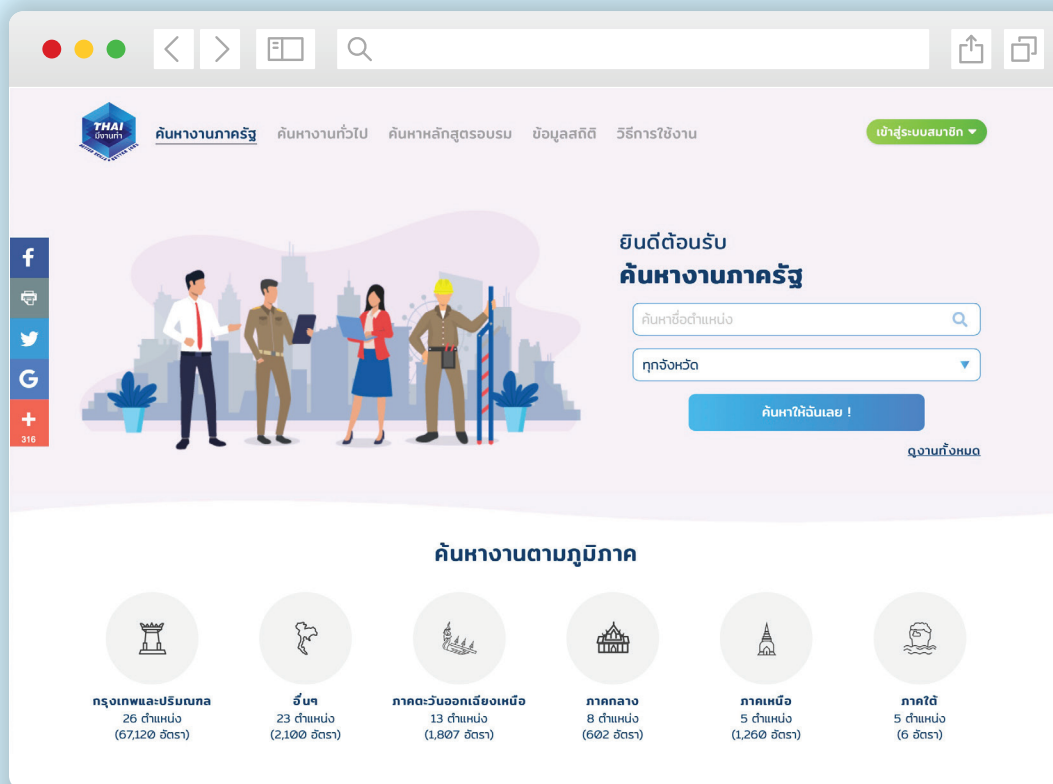 THAI
มีงานทำ
BETTER SKILLS BETTER JOBS
ค้นหางานภาครัฐ
ค้นหางานทั่วไป
ค้นหาหลักสูตรอบรม
ข้อมูลสถิติ
วิธีการใช้งาน
เข้าสู่ระบบสมาชิก
316
ยินดีต้อนรับ
ค้นหางานภาครัฐ
ค้นหาชื่อตำแหน่ง
ทุกจังหวัด
ค้นหาให้ฉันเลย !
ดูงานทั้งหมด
ค้นหางานตามภูมิภาค
กรุงเทพและปริมณฑล
26 ตำแหน่ง
(67,120 อัตรา)
อื่นๆ
23 ตำแหน่ง
(2,100 อัตรา)
ภาคตะวันออกเฉียงเหนือ
13 ตำแหน่ง
(1,807 อัตรา)
ภาคกลาง
8 ตำแหน่ง
(602 อัตรา)
ภาคเหนือ
5 ตำแหน่ง
(1,260 อัตรา)
ภาคใต้
5 ตำแหน่ง
(6 อัตรา)